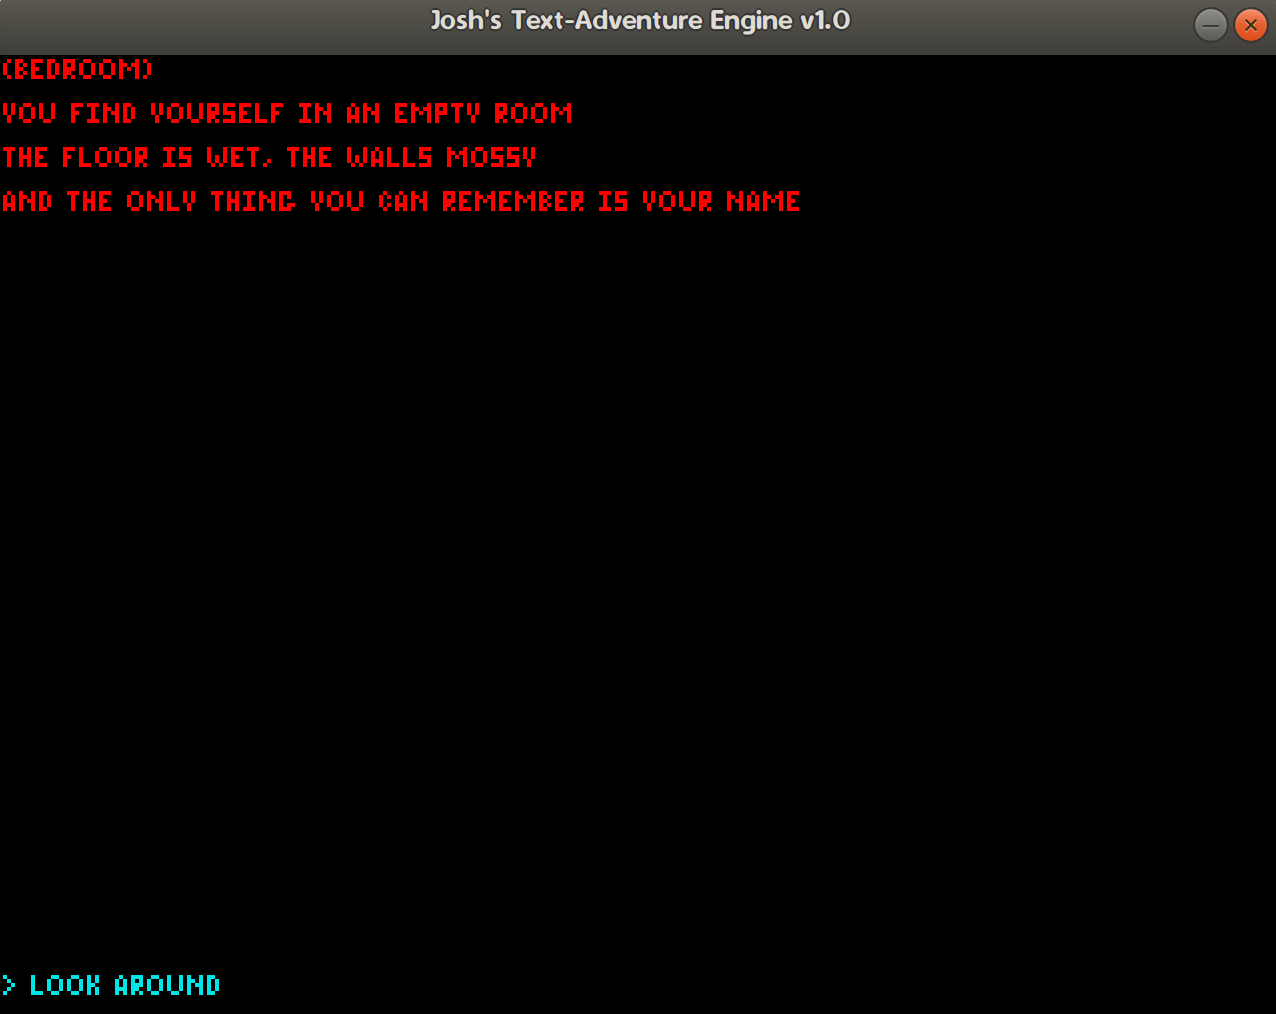 Josh's Text-Adventure Engine v1.0
(BEDROOM)
YOU FIND YOURSELF IN AN EMPTY ROOM
THE FLOOR IS WET, THE WALLS MOSSY
AND THE ONLY THING YOU CAN REMEMBER IS YOUR NAME
> LOOK AROUND